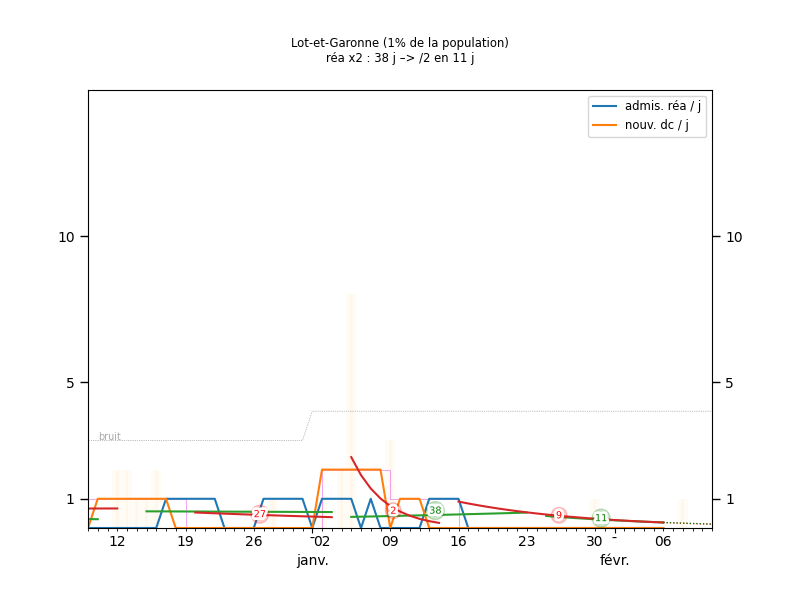 Lot-et-Garonne (1% de la population)
réa x2 : 38 j –> /2 en 11 j
admis. réa / j
nouv. dc / j
10
10
5
5
bruit
1
1
27
2
38
9
11
12
19
26
02
09
16
23
30
06
janv.
févr.